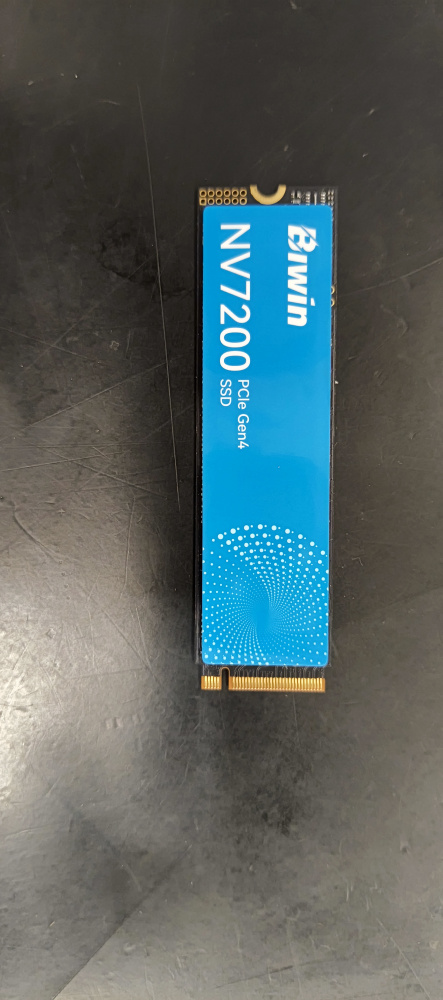 Biwin
NV7200
PCIe Gen4
SSD